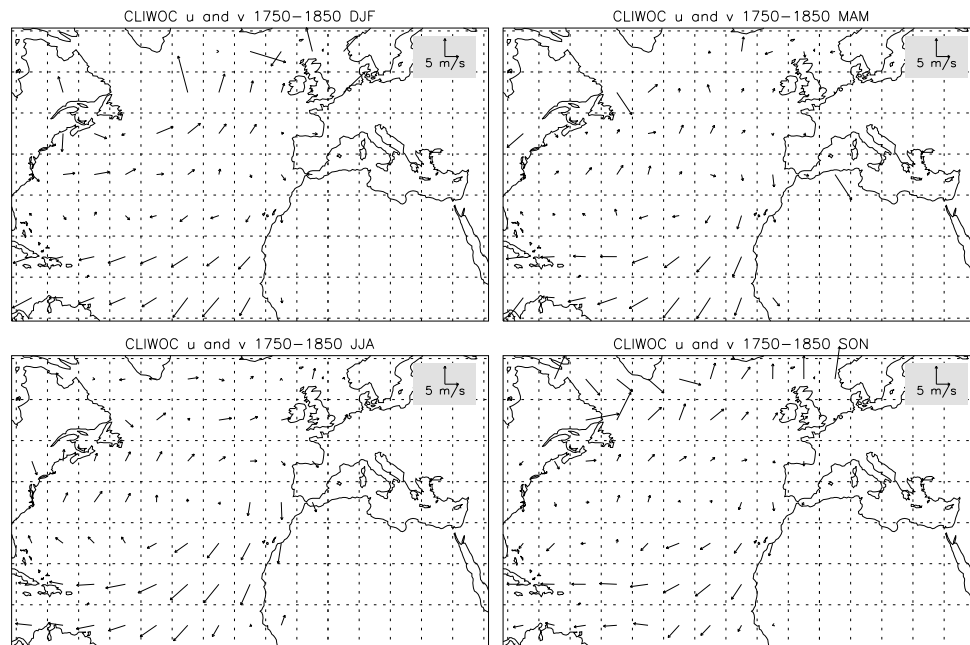 CLIWOC u and v 1750-1850 DJF
5 m/s
CLIWOC u and v 1750-1850 MAM
5 m/s
CLIWOC u and v 1750-1850 JJA
5 m/s
CLIWOC u and v 1750-1850 SON
5 m/s